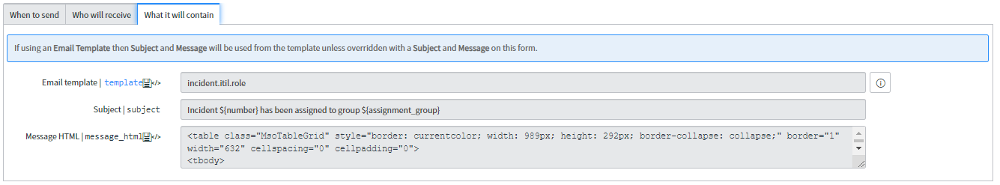 When to send
Who will receive
What it will contain
If using an Email Template then Subject and Message will be used from the template unless overridden with a Subject and Message on this form.
Email template | template </>
incident.itil.role
Subject | subject
Incident ${number} has been assigned to group ${assignment_group}
Message HTML | message_html </>
<table class="MsoTableGrid" style="border: currentcolor; width: 989px; height: 292px; border-collapse: collapse;" border="1"
width="632" cellspacing="0" cellpadding="0">
<tbody>